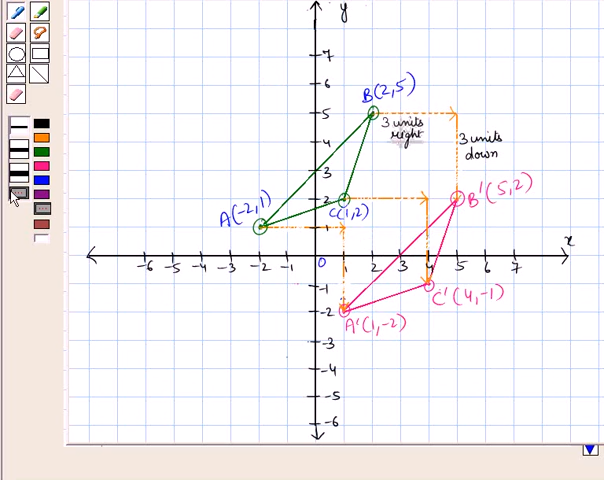 y
7
6
B(2,5)
5
3 units
right
4
3 units
down
3
2
B'(5,2)
A(-2,1)
C(1,2)
1
x
-6 -5 -4 -3 -2 -1 0 1 2 3 4 5 6 7
-1
C'(4,-1)
-2
A'(1,-2)
-3
-4
-5
-6